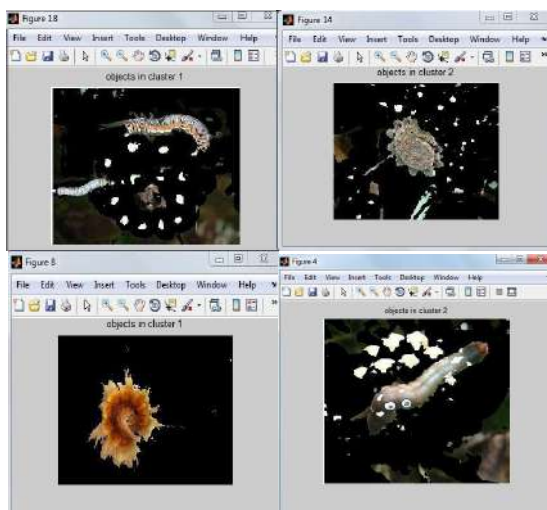 Figure 18
File Edit View Insert Tools Desktop Window Help
objects in cluster 1
Figure 14
File Edit View Insert Tools Desktop Window Help
objects in cluster 2
Figure 8
File Edit View Insert Tools Desktop Window Help
objects in cluster 1
Figure 4
File Edit View Insert Tools Desktop Window Help
objects in cluster 2